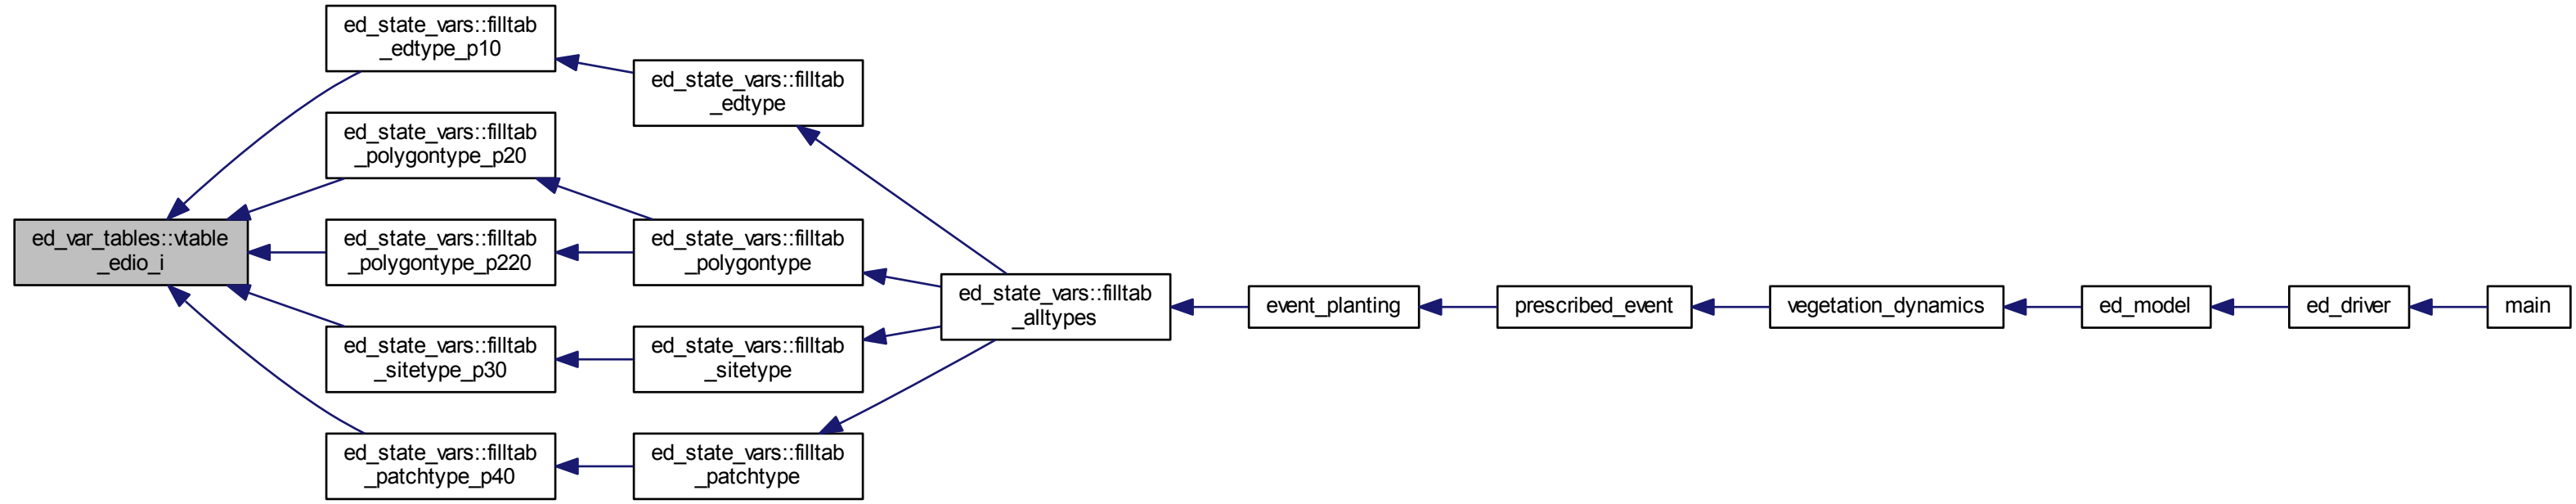 ed_state_vars::filltab
_edtype_p10
ed_state_vars::filltab
_edtype
ed_state_vars::filltab
_polygontype_p20
ed_var_tables::vtable
_edio_i
ed_state_vars::filltab
_polygontype_p220
ed_state_vars::filltab
_polygontype
ed_state_vars::filltab
_alltypes
event_planting
prescribed_event
vegetation_dynamics
ed_model
ed_driver
main
ed_state_vars::filltab
_sitetype_p30
ed_state_vars::filltab
_sitetype
ed_state_vars::filltab
_patchtype_p40
ed_state_vars::filltab
_patchtype